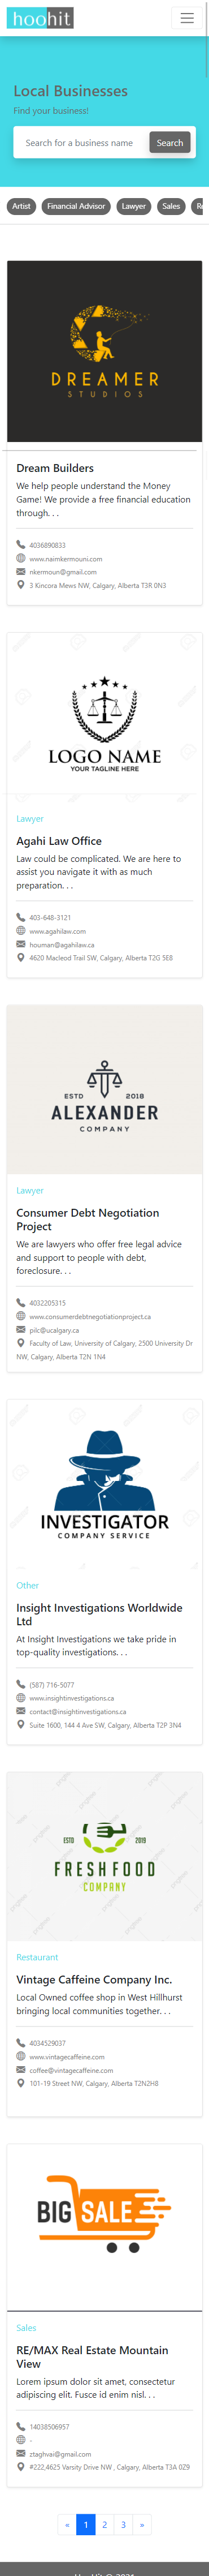 hoohit
Local Businesses
Find your business!
Search for a business name
Search
Artist
Financial Advisor
Lawyer
Sales
DREAMER
STUDIOS
Dream Builders
We help people understand the Money
Game! We provide a free financial education
through. . .
4036890833
www.naimkermouni.com
nkermoun@gmail.com
3 Kincora Mews NW, Calgary, Alberta T3R 0N3
LOGO NAME
YOUR TAGLINE HERE
Lawyer
Agahi Law Office
Law could be complicated. We are here to
assist you navigate it with as much
preparation. . .
403-648-3121
www.agahilaw.com
houman@agahilaw.ca
4620 Macleod Trail SW, Calgary, Alberta T2G 5E8
ESTD 2018
ALEXANDER
COMPANY
Lawyer
Consumer Debt Negotiation
Project
We are lawyers who offer free legal advice
and support to people with debt,
foreclosure. . .
4032205315
www.consumerdebtnegotiationproject.ca
pilc@ucalgary.ca
Faculty of Law, University of Calgary, 2500 University Dr
NW, Calgary, Alberta T2N 1N4
INVESTIGATOR
COMPANY SERVICE
Other
Insight Investigations Worldwide
Ltd
At Insight Investigations we take pride in
top-quality investigations. . .
(587) 716-5077
www.insightinvestigations.ca
contact@insightinvestigations.ca
Suite 1600, 144 4 Ave SW, Calgary, Alberta T2P 3N4
ESTD 2019
FRESHFOOD
COMPANY
Restaurant
Vintage Caffeine Company Inc.
Local Owned coffee shop in West Hillhurst
bringing local communities together. . .
4034529037
www.vintagecaffeine.com
coffee@vintagecaffeine.com
101-19 Street NW, Calgary, Alberta T2N2H8
BIG SALE
Sales
RE/MAX Real Estate Mountain
View
Lorem ipsum dolor sit amet, consectetur
adipiscing elit. Fusce id enim nisl. . .
14038506957
-
ztaghvai@gmail.com
#222,4625 Varsity Drive NW , Calgary, Alberta T3A 0Z9
« 1 2 3 »